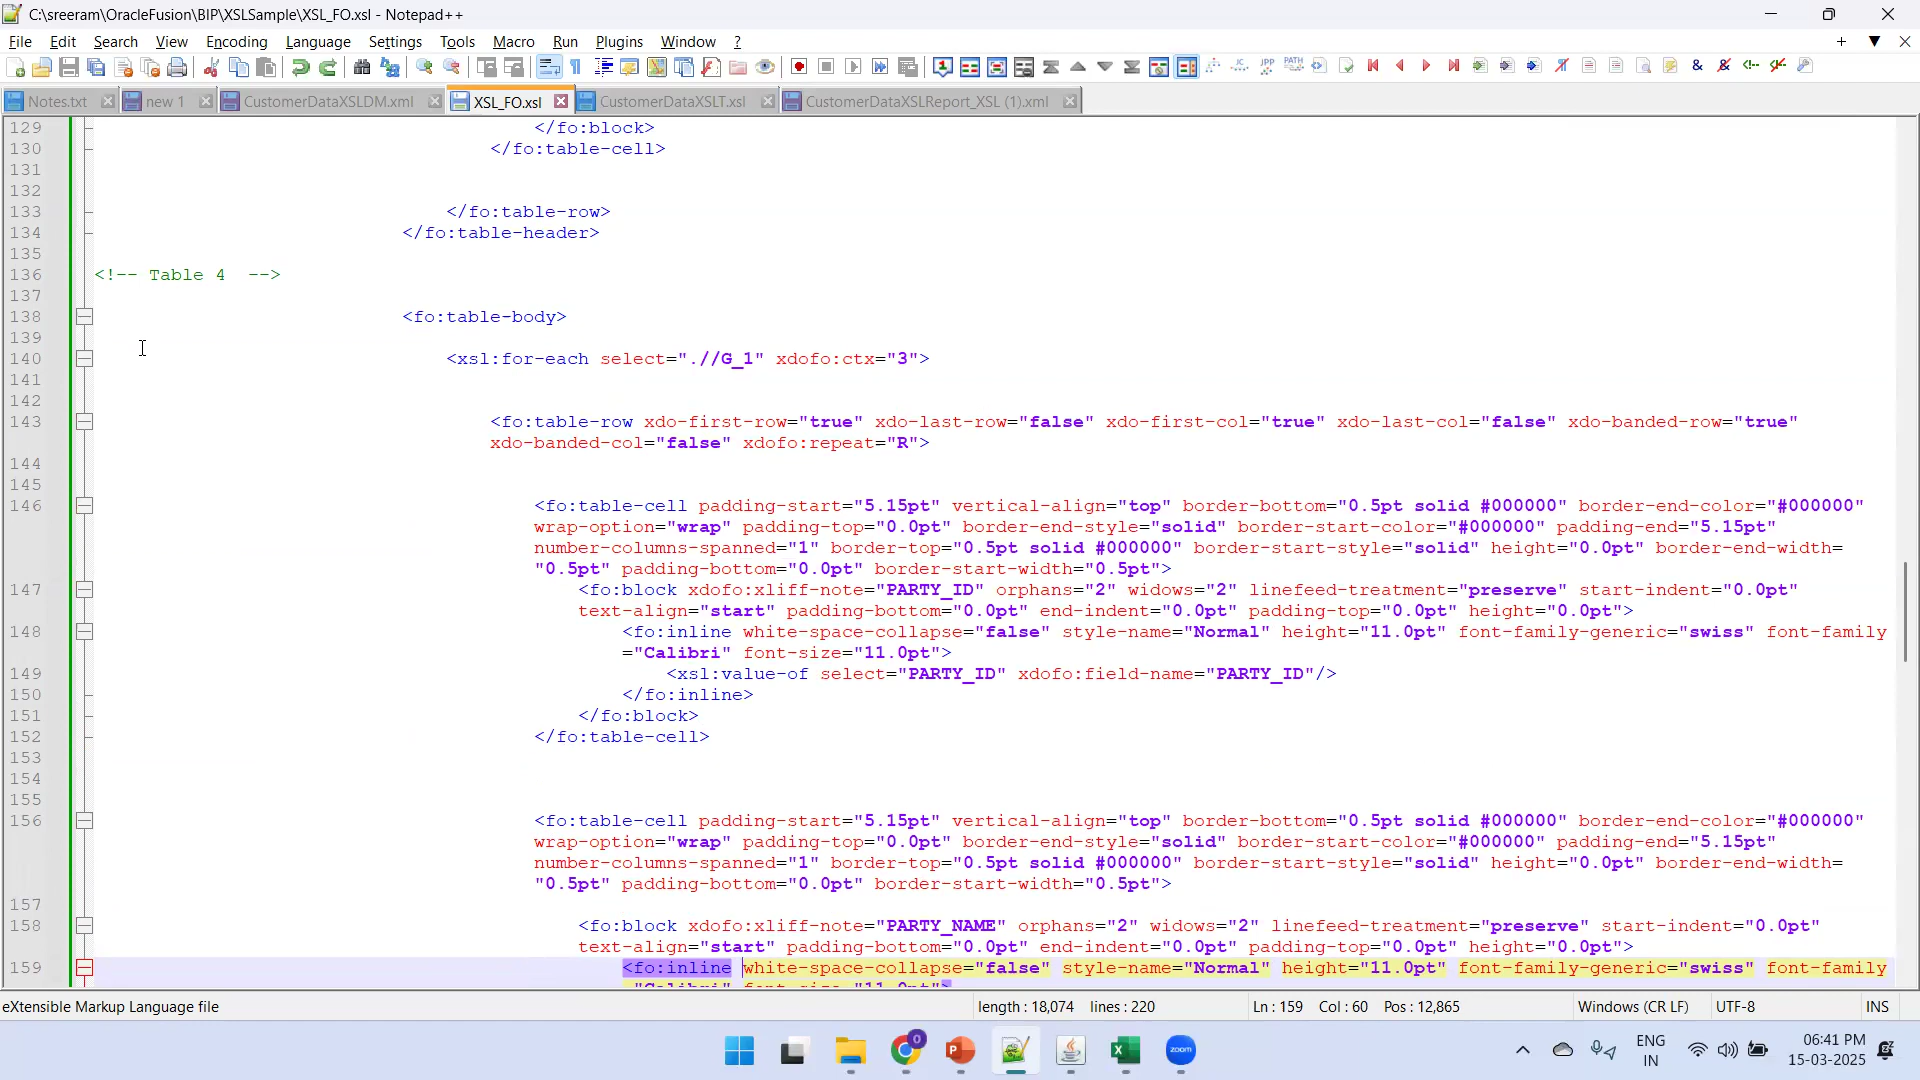 C:\sreeram\OracleFusion\BIP\XSLSample\XSL_FO.xsl - Notepad++
File Edit Search View Encoding Language Settings Tools Macro Run Plugins Window ?
Notes.txt new 1 CustomerDataXSLDM.xml XSL_FO.xsl CustomerDataXSLT.xsl CustomerDataXSLReport_XSL (1).xml
129 </fo:block>
130 </fo:table-cell>
131
132
133 </fo:table-row>
134 </fo:table-header>
135
136 <!-- Table 4  -->
137
138 <fo:table-body>
139
140 <xsl:for-each select=".//G_1" xdofo:ctx="3">
141
142
143 <fo:table-row xdo-first-row="true" xdo-last-row="false" xdo-first-col="true" xdo-last-col="false" xdo-banded-row="true"
xdo-banded-col="false" xdofo:repeat="R">
144
145
146 <fo:table-cell padding-start="5.15pt" vertical-align="top" border-bottom="0.5pt solid #000000" border-end-color="#000000"
wrap-option="wrap" padding-top="0.0pt" border-end-style="solid" border-start-color="#000000" padding-end="5.15pt"
number-columns-spanned="1" border-top="0.5pt solid #000000" border-start-style="solid" height="0.0pt" border-end-width=
"0.5pt" padding-bottom="0.0pt" border-start-width="0.5pt">
147 <fo:block xdofo:xliff-note="PARTY_ID" orphans="2" widows="2" linefeed-treatment="preserve" start-indent="0.0pt"
text-align="start" padding-bottom="0.0pt" end-indent="0.0pt" padding-top="0.0pt" height="0.0pt">
148 <fo:inline white-space-collapse="false" style-name="Normal" height="11.0pt" font-family-generic="swiss" font-family
="Calibri" font-size="11.0pt">
149 <xsl:value-of select="PARTY_ID" xdofo:field-name="PARTY_ID"/>
150 </fo:inline>
151 </fo:block>
152 </fo:table-cell>
153
154
155
156 <fo:table-cell padding-start="5.15pt" vertical-align="top" border-bottom="0.5pt solid #000000" border-end-color="#000000"
wrap-option="wrap" padding-top="0.0pt" border-end-style="solid" border-start-color="#000000" padding-end="5.15pt"
number-columns-spanned="1" border-top="0.5pt solid #000000" border-start-style="solid" height="0.0pt" border-end-width=
"0.5pt" padding-bottom="0.0pt" border-start-width="0.5pt">
157
158 <fo:block xdofo:xliff-note="PARTY_NAME" orphans="2" widows="2" linefeed-treatment="preserve" start-indent="0.0pt"
text-align="start" padding-bottom="0.0pt" end-indent="0.0pt" padding-top="0.0pt" height="0.0pt">
159 <fo:inline white-space-collapse="false" style-name="Normal" height="11.0pt" font-family-generic="swiss" font-family
="Calibri" font-size="11.0pt">
eXtensible Markup Language file length : 18,074 lines : 220 Ln : 159 Col : 60 Pos : 12,865 Windows (CR LF) UTF-8 INS
zoom
ENG
IN
06:41 PM
15-03-2025